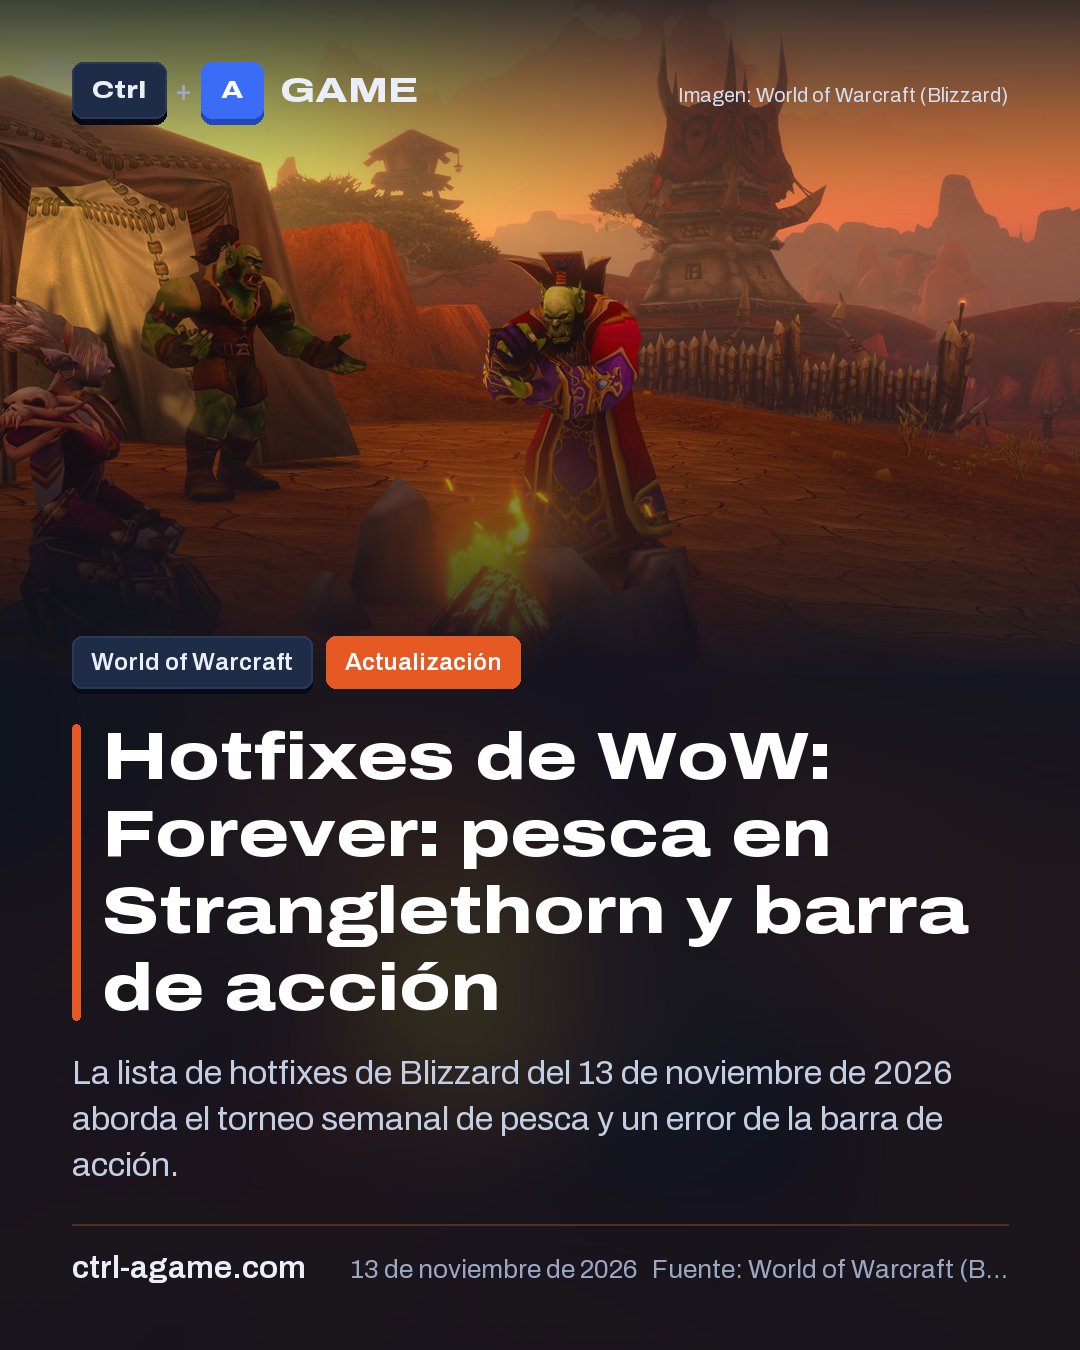 Ctrl + A GAME
Imagen: World of Warcraft (Blizzard)
World of Warcraft
Actualización
Hotfixes de WoW:
Forever: pesca en
Stranglethorn y barra
de acción
La lista de hotfixes de Blizzard del 13 de noviembre de 2026
aborda el torneo semanal de pesca y un error de la barra de
acción.
ctrl-agame.com
13 de noviembre de 2026 Fuente: World of Warcraft (B...